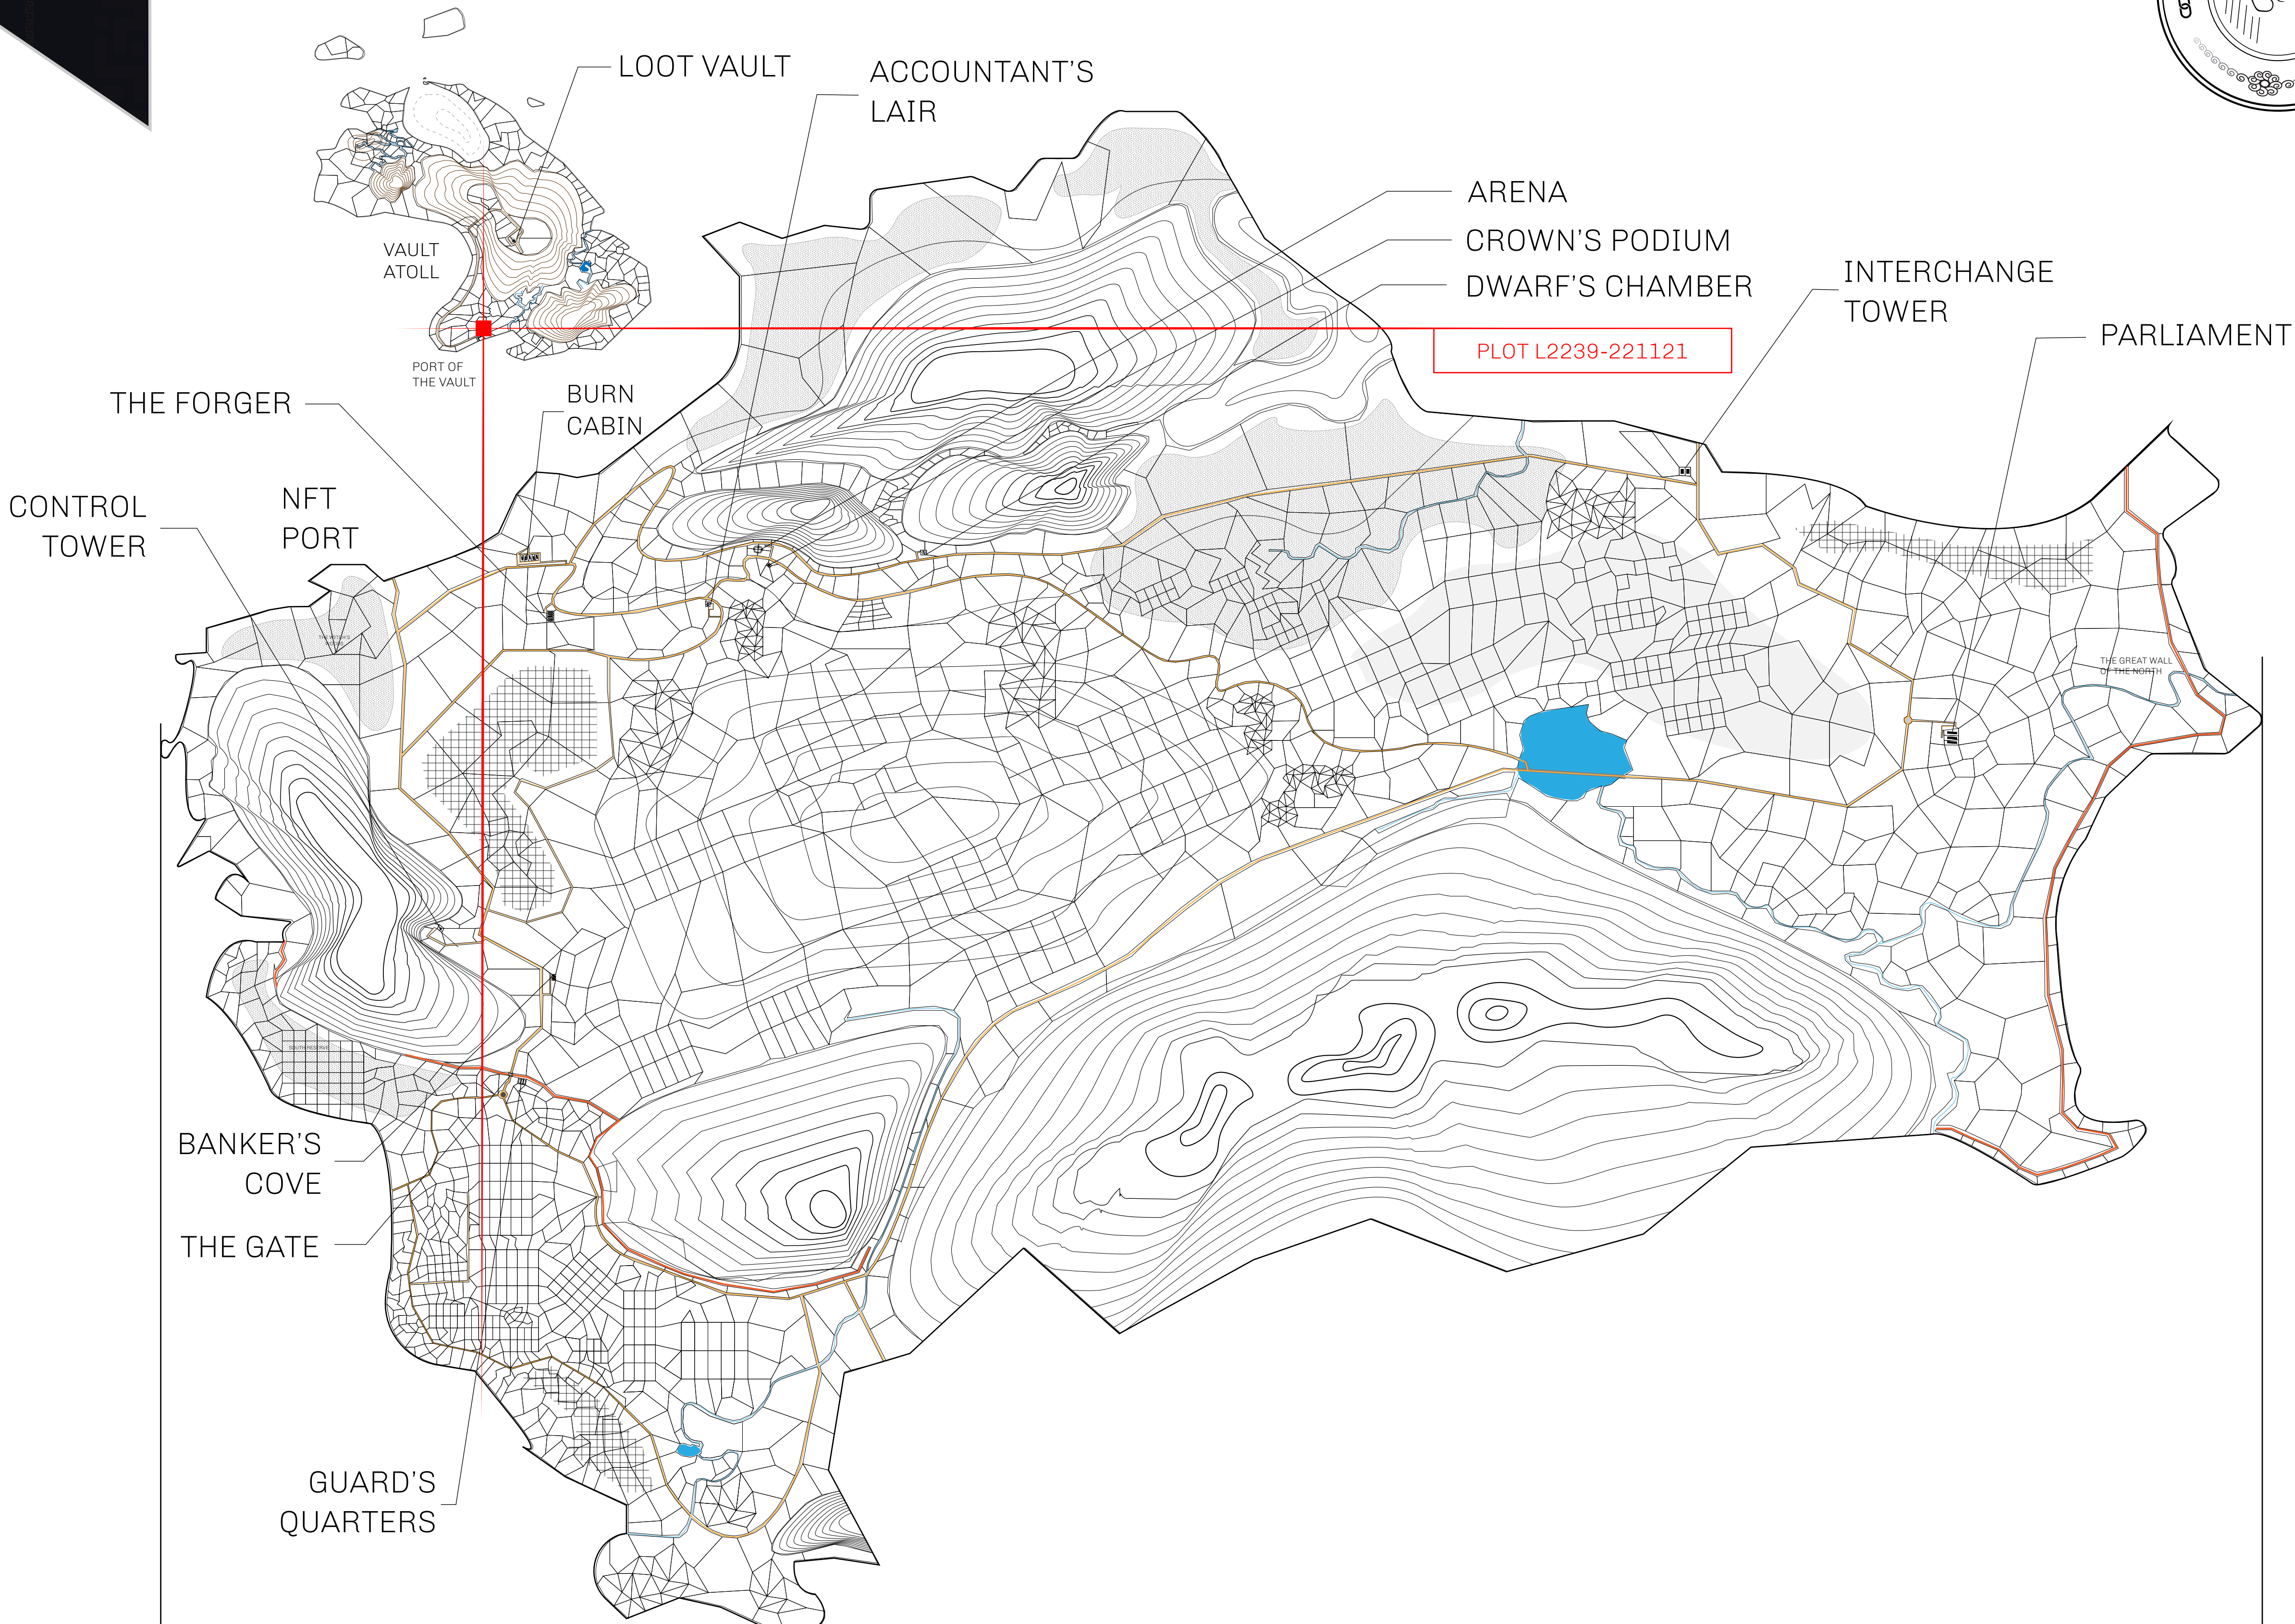 LOOT VAULT
ACCOUNTANT'S
LAIR
ARENA
CROWN'S PODIUM
DWARF'S CHAMBER
INTERCHANGE
TOWER
PARLIAMENT
VAULT
ATOLL
PLOT L2239-221121
PORT OF
THE VAULT
THE FORGER
BURN
CABIN
CONTROL
TOWER
NFT
PORT
THE GREAT WALL
OF THE NORTH
SOUTH RESERVE
BANKER'S
COVE
THE GATE
GUARD'S
QUARTERS